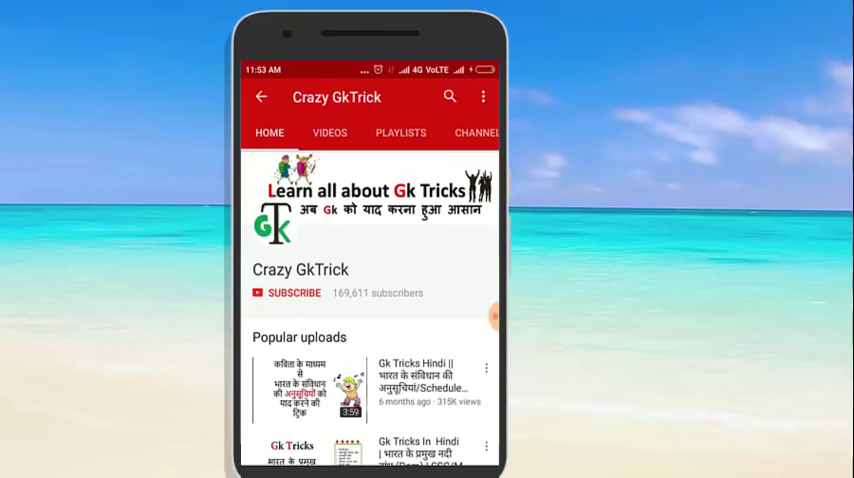 11:53 AM ... 4G VoLTE
Crazy GkTrick
HOME VIDEOS PLAYLISTS CHANNEL
Learn all about Gk Tricks
अब Gk को याद करना हुआ आसान
GTK
Crazy GkTrick
SUBSCRIBE 169,611 subscribers
Popular uploads
कविता के माध्यम
से
भारत के संविधान
की अनुसूचियों को
याद करने की
ट्रिक
3:59
Gk Tricks Hindi ||
भारत के संविधान की
अनुसूचियां/Schedule...
6 months ago · 315K views
Gk Tricks
भारत के प्रमुख
Gk Tricks In Hindi
| भारत के प्रमुख नदी